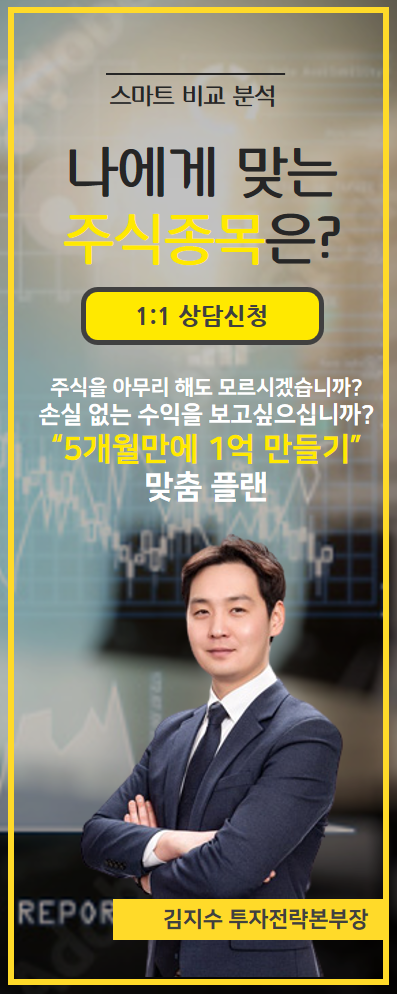 스마트 비교 분석
나에게 맞는
주식종목은?
1:1 상담신청
주식을 아무리 해도 모르시겠습니까?
손실 없는 수익을 보고싶으십니까?
“5개월만에 1억 만들기”
맞춤 플랜
REPOR
김지수 투자전략본부장